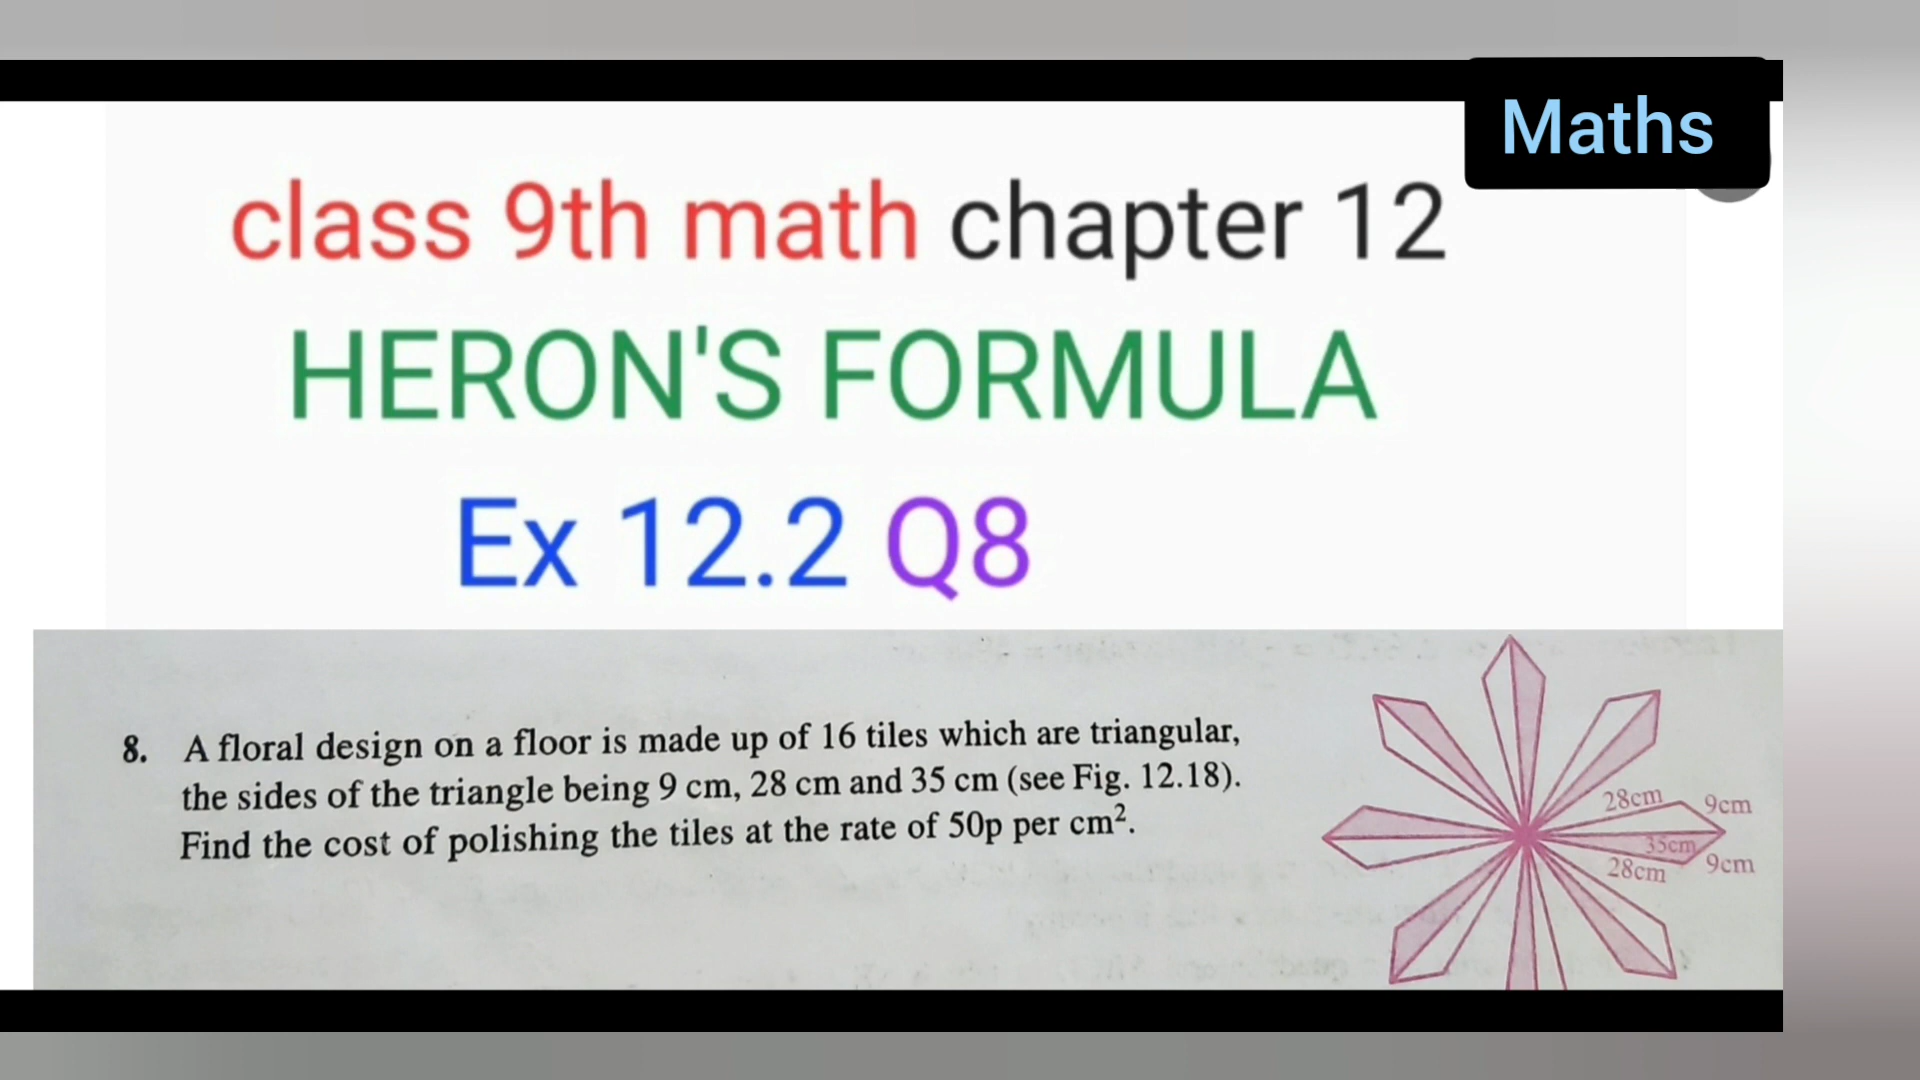 Maths
class 9th math chapter 12
HERON'S FORMULA
Ex 12.2 Q8
8. A floral design on a floor is made up of 16 tiles which are triangular,
the sides of the triangle being 9 cm, 28 cm and 35 cm (see Fig. 12.18).
Find the cost of polishing the tiles at the rate of 50p per cm².
28cm
9cm
35cm
28cm
9cm